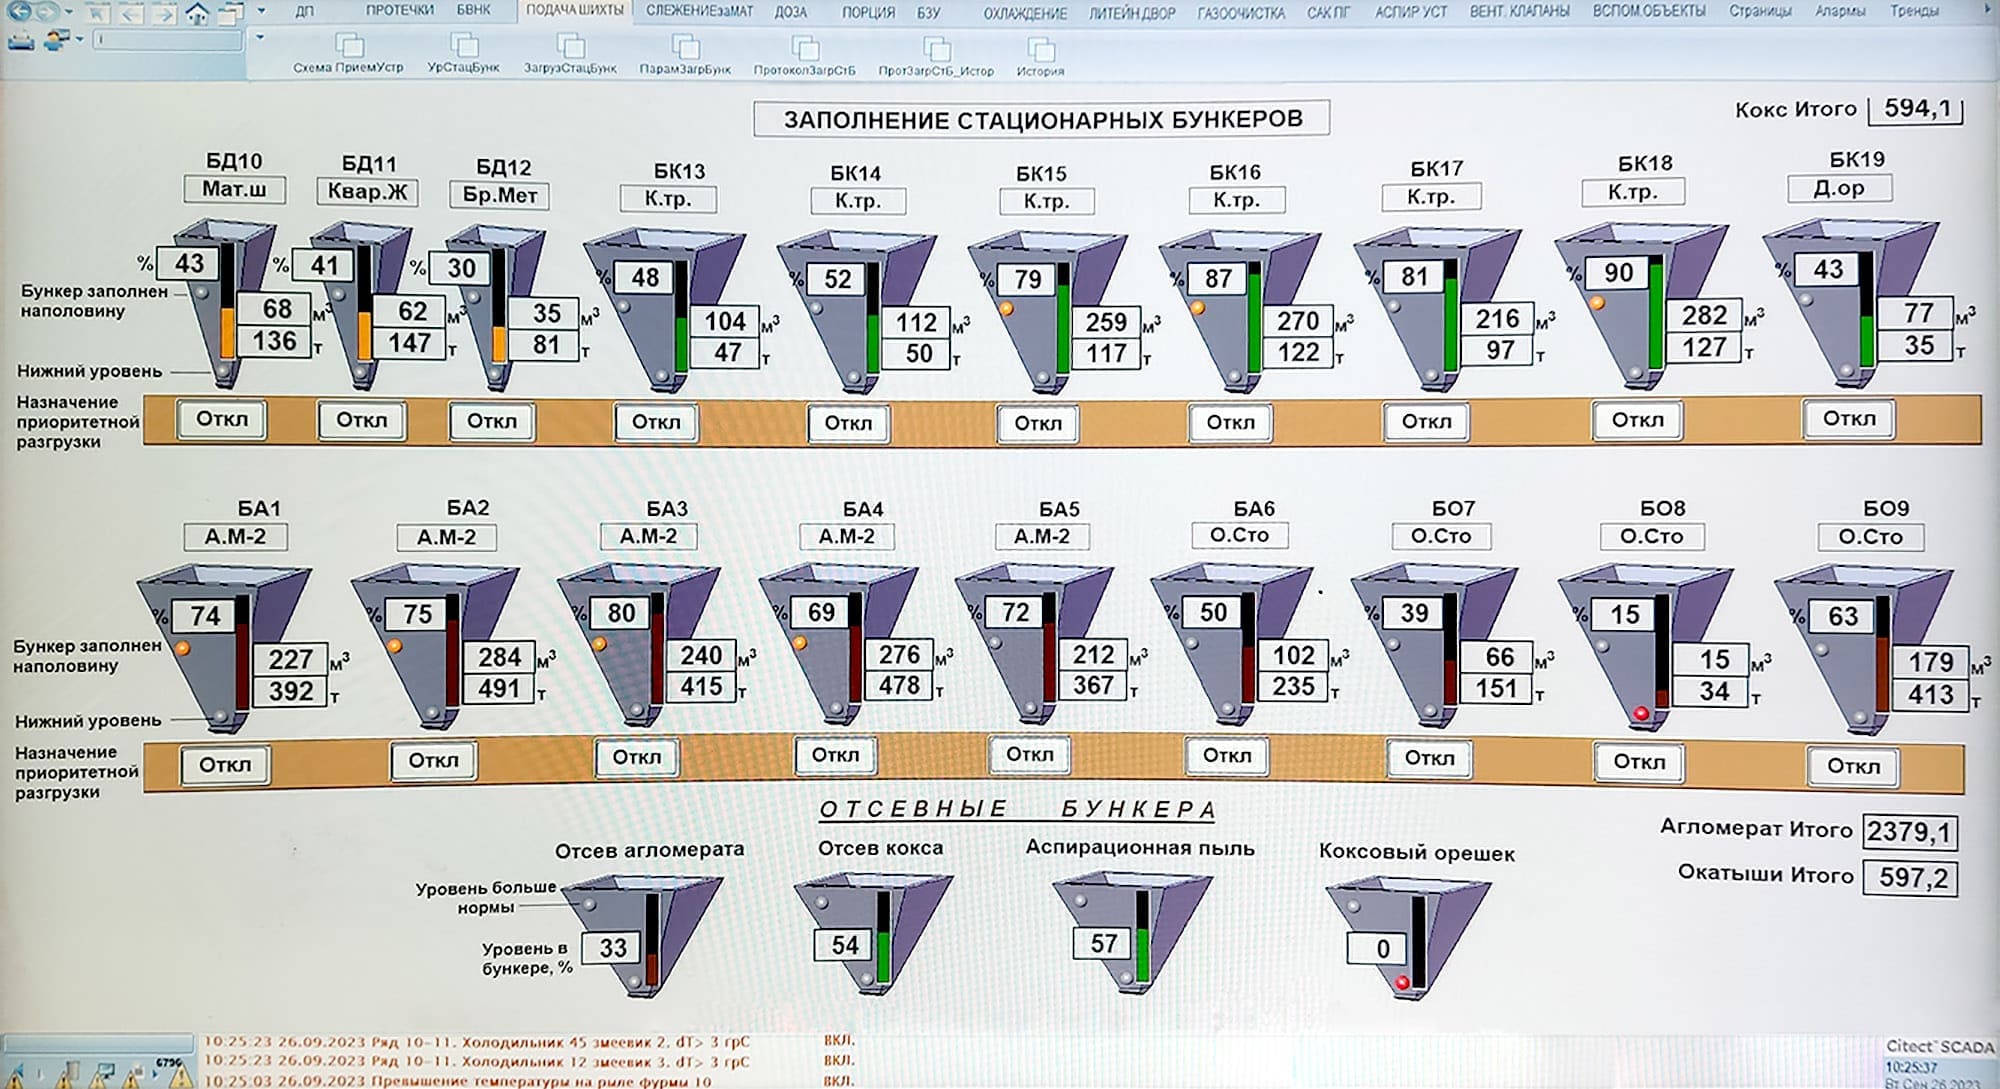 ДП ПРОТЕЧКИ БВНК ПОДАЧА ШИХТЫ СЛЕЖЕНИЕзаМАТ ДОЗА ПОРЦИЯ БЗУ ОХЛАЖДЕНИЕ ЛИТЕЙН.ДВОР ГАЗООЧИСТКА САК ПГ АСПИР УСТ ВЕНТ. КЛАПАНЫ ВСПОМ.ОБЪЕКТЫ Страницы Алармы Тренды
Схема ПриемУстр УрСтацБунк ЗагрузСтацБунк ПарамЗагрБунк ПротоколЗагрСтБ ПротЗагрСтБ_Истор История
ЗАПОЛНЕНИЕ СТАЦИОНАРНЫХ БУНКЕРОВ
Кокс Итого 594,1
БД10 БД11 БД12 БК13 БК14 БК15 БК16 БК17 БК18 БК19
Мат.ш Квар.Ж Бр.Мет К.тр. К.тр. К.тр. К.тр. К.тр. К.тр. Д.ор
% 43 % 41 % 30 % 48 % 52 % 79 % 87 % 81 % 90 % 43
Бункер заполнен
наполовину
68 м³ 62 м³ 35 м³ 104 м³ 112 м³ 259 м³ 270 м³ 216 м³ 282 м³ 77 м³
136 т 147 т 81 т 47 т 50 т 117 т 122 т 97 т 127 т 35 т
Нижний уровень
Назначение
приоритетной
разгрузки
Откл Откл Откл Откл Откл Откл Откл Откл Откл Откл
БА1 БА2 БА3 БА4 БА5 БА6 БО7 БО8 БО9
А.М-2 А.М-2 А.М-2 А.М-2 А.М-2 О.Сто О.Сто О.Сто О.Сто
% 74 % 75 % 80 % 69 % 72 % 50 % 39 % 15 % 63
Бункер заполнен
наполовину
227 м³ 284 м³ 240 м³ 276 м³ 212 м³ 102 м³ 66 м³ 15 м³ 179 м³
392 т 491 т 415 т 478 т 367 т 235 т 151 т 34 т 413 т
Нижний уровень
Назначение
приоритетной
разгрузки
Откл Откл Откл Откл Откл Откл Откл Откл Откл
ОТСЕВНЫЕ БУНКЕРА
Агломерат Итого 2379,1
Окатыши Итого 597,2
Отсев агломерата Отсев кокса Аспирационная пыль Коксовый орешек
Уровень больше
нормы
Уровень в
бункере, %
33 54 57 0
10:25:23 26.09.2023 Ряд 10-11. Холодильник 45 змеевик 2. dT> 3 грС ВКЛ.
10:25:23 26.09.2023 Ряд 10-11. Холодильник 12 змеевик 3. dT> 3 грС ВКЛ.
10:25:03 26.09.2023 Превышение температуры на рыле фурмы 10 ВКЛ.
6796
Citect SCADA
10:25:37
Вт Сен 26 2023